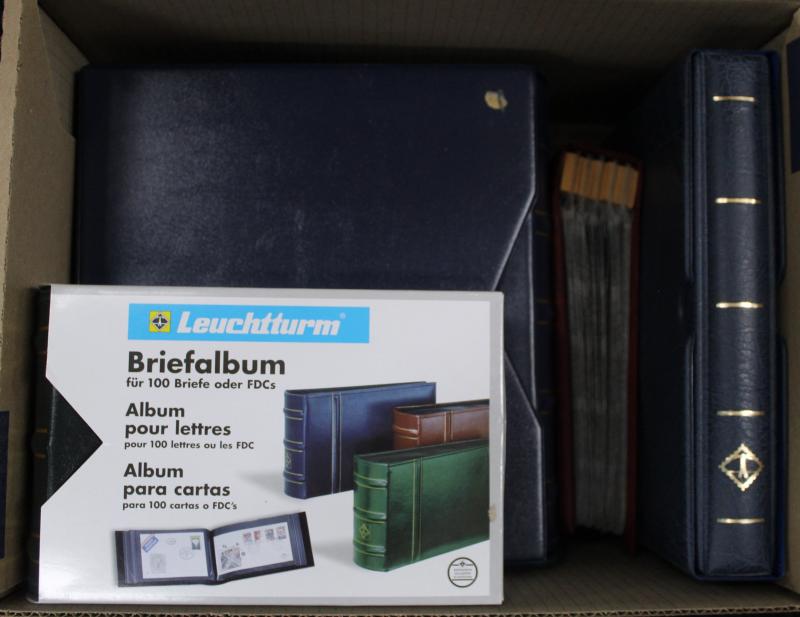 Leuchtturm®
Briefalbum
für 100 Briefe oder FDCs
Album
pour lettres
pour 100 lettres ou les FDC
Album
para cartas
para 100 cartas o FDC's